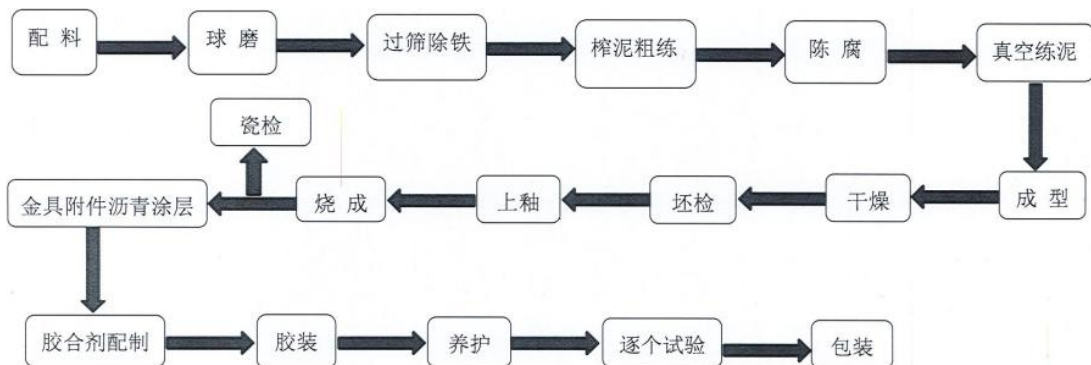 配 料
球 磨
过筛除铁
榨泥粗练
陈 腐
真空练泥
瓷检
金具附件沥青涂层
烧 成
上釉
坯检
干燥
成 型
胶合剂配制
胶装
养护
逐个试验
包装